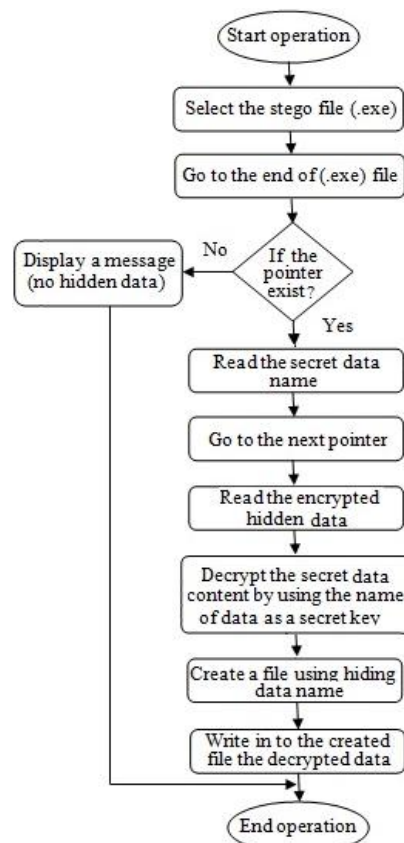 Start operation
Select the stego file (.exe)
Go to the end of (.exe) file
If the
pointer
exist?
No
Display a message
(no hidden data)
Yes
Read the secret data
name
Go to the next pointer
Read the encrypted
hidden data
Decrypt the secret data
content by using the name
of data as a secret key
Create a file using hiding
data name
Write in to the created
file the decrypted data
End operation